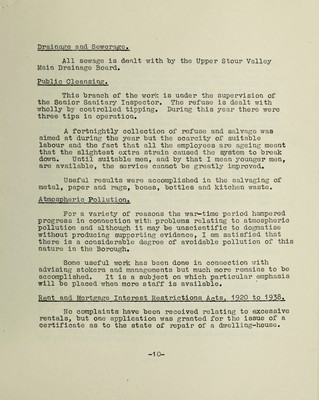 Drainage and Sewerage.
All sewage is dealt with by the Upper Stour Valley
Main Drainage Board.
Public Cleansing.
This branch of the work is under the supervision of
the Senior Sanitary Inspector. The refuse is dealt with
wholly by controlled tipping. During this year there were
three tips in operation.
A fortnightly collection of refuse and salvage was
aimed at during the year but the scarcity of suitable
labour and the fact that all the employees are ageing meant
that the slightest extra strain caused the system to break
down. Until suitable men, and by that I mean younger men,
are available, the service cannot be greatly improved.
Useful results were accomplished in the salvaging of
metal, paper and rags, bones, bottles and kitchen waste.
Atmospheric Pollution.
For a variety of reasons the war-time period hampered
progress in connection with problems relating to atmospheric
pollution and although it may be unscientific to dogmatise
without producing supporting evidence, I am satisfied that
there is a considerable degree of avoidable pollution of this
nature in the Borough.
Some useful work has been done in connection with
advising stokers and managements but much more remains to be
accomplished. It is a subject on which particular emphasis
will be placed when more staff is available.
Rent and Mortgage Interest Restrictions Acts, 1920 to 1938.
No complaints have been received relating to excessive
rentals, but one application was granted for the issue of a
certificate as to the state of repair of a dwelling-house.
-10-